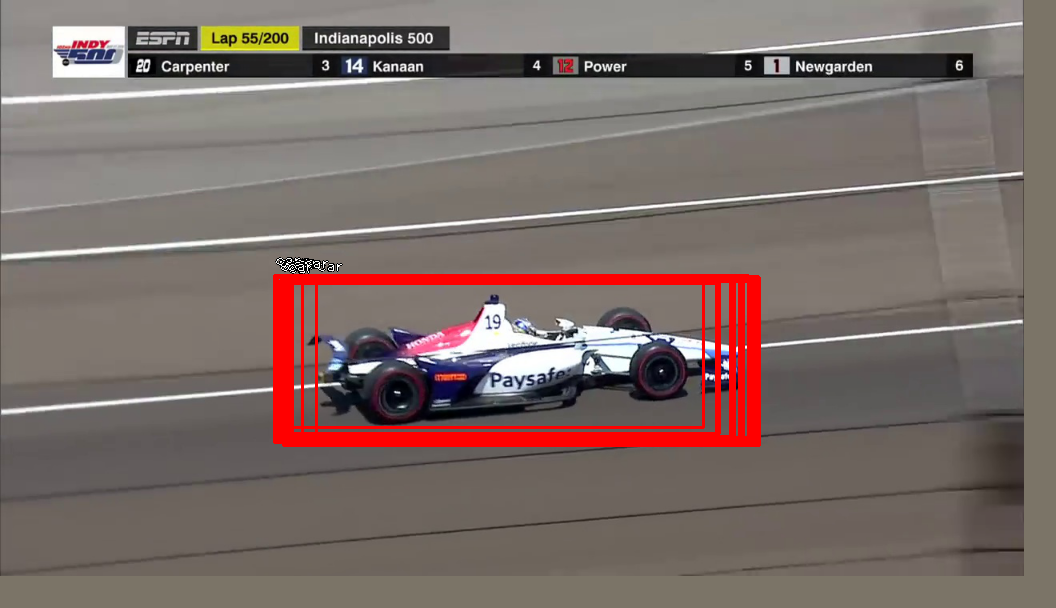 INDY
500
ESPN Lap 55/200 Indianapolis 500
20 Carpenter 3 14 Kanaan 4 12 Power 5 1 Newgarden 6
19
HONDA
Paysafe